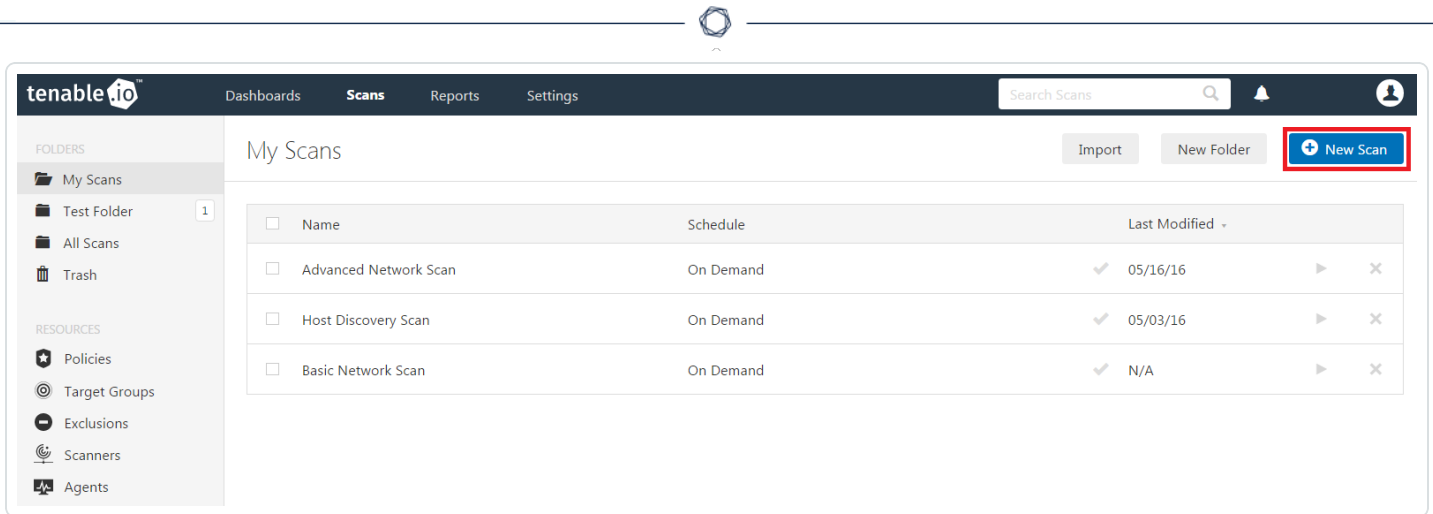 tenable.io™ Dashboards Scans Reports Settings Search Scans
FOLDERS
My Scans
Test Folder 1
All Scans
Trash
RESOURCES
Policies
Target Groups
Exclusions
Scanners
Agents
My Scans Import New Folder New Scan
Name Schedule Last Modified
Advanced Network Scan On Demand 05/16/16
Host Discovery Scan On Demand 05/03/16
Basic Network Scan On Demand N/A